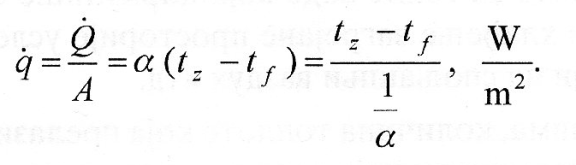 q̇ = Q̇/A = α(t_z − t_f) = (t_z − t_f)/(1/α), W/m².